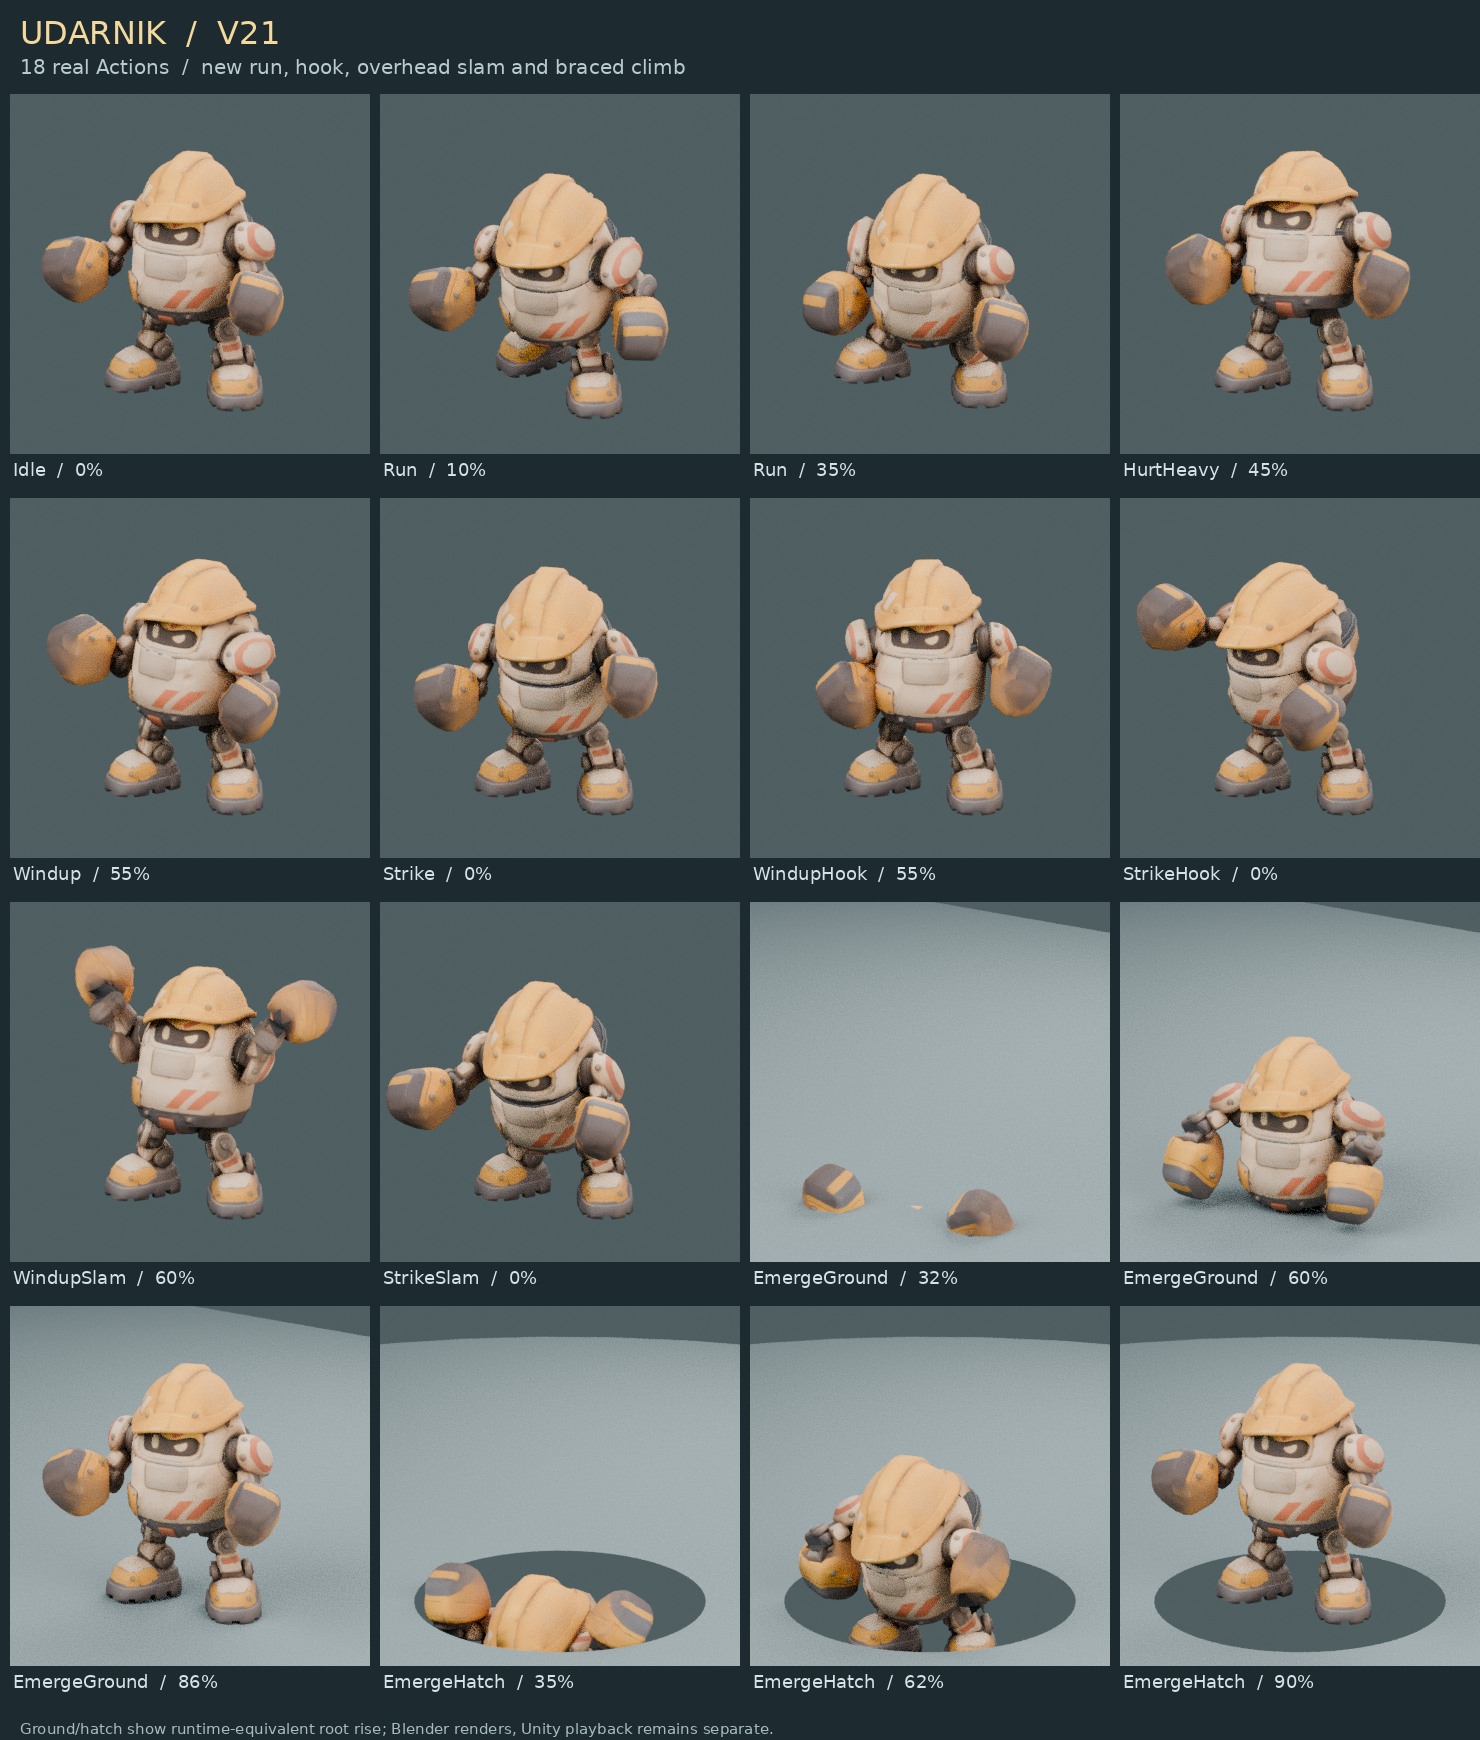 UDARNIK / V21
18 real Actions / new run, hook, overhead slam and braced climb
Idle / 0%
Run / 10%
Run / 35%
HurtHeavy / 45%
Windup / 55%
Strike / 0%
WindupHook / 55%
StrikeHook / 0%
WindupSlam / 60%
StrikeSlam / 0%
EmergeGround / 32%
EmergeGround / 60%
EmergeGround / 86%
EmergeHatch / 35%
EmergeHatch / 62%
EmergeHatch / 90%
Ground/hatch show runtime-equivalent root rise; Blender renders, Unity playback remains separate.